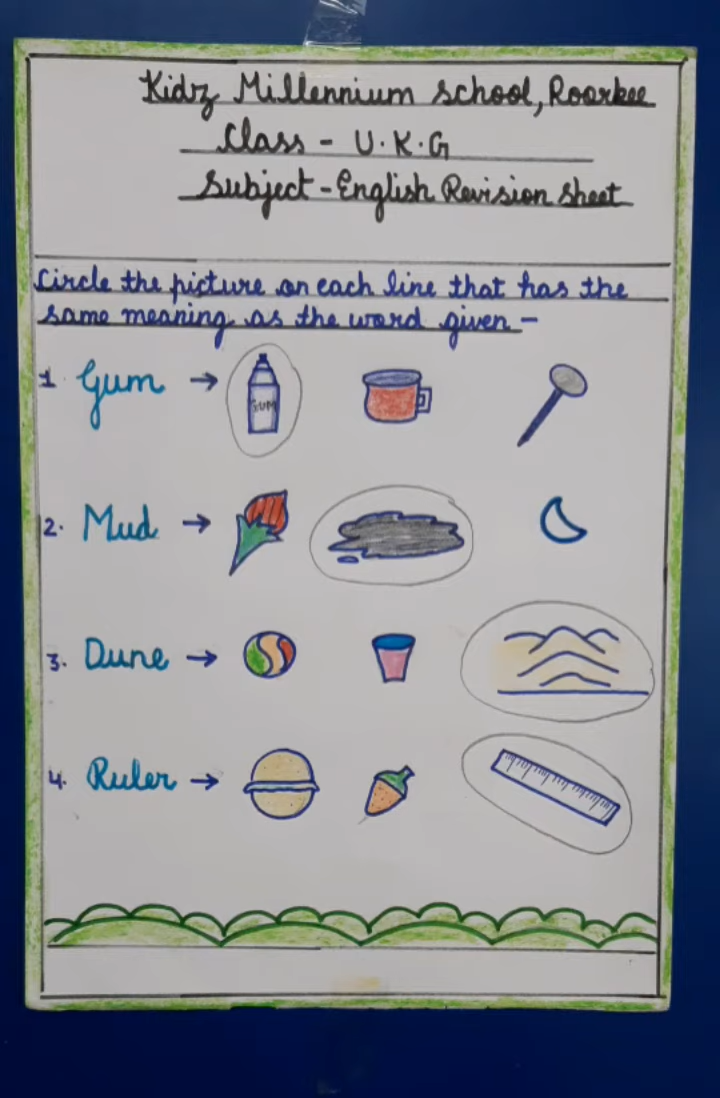 Kidz Millennium School, Roorkee
Class - U.K.G
Subject - English Revision Sheet
Circle the picture on each line that has the
same meaning as the word given -
1. Gum →
GUM
2. Mud →
3. Dune →
4. Ruler →